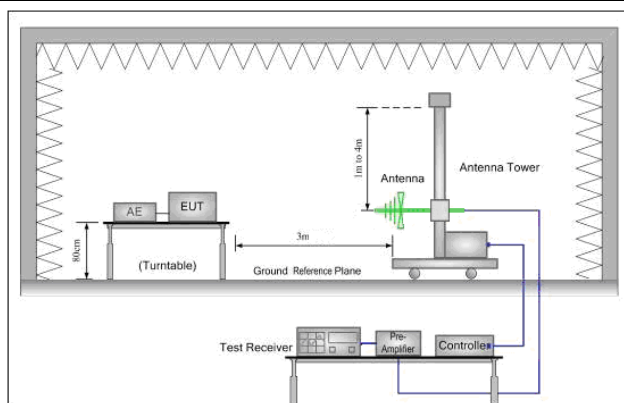 1m to 4m
Antenna
Antenna Tower
AE
EUT
80cm
(Turntable)
3m
Ground Reference Plane
Test Receiver
Pre-
Amplifier
Controller